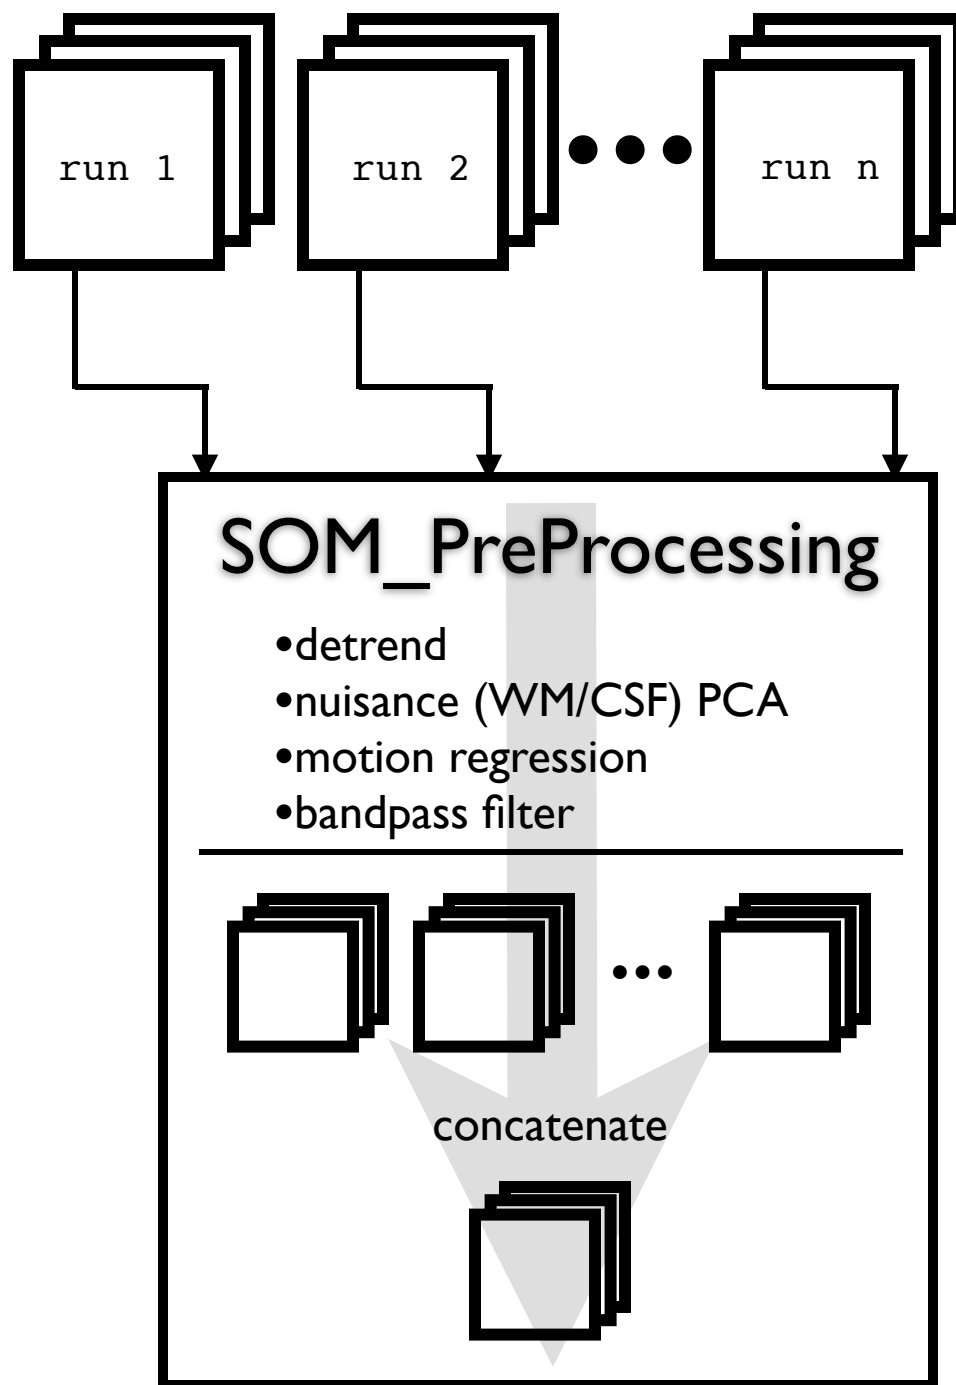 run 1
run 2
run n
SOM_PreProcessing
•detrend
•nuisance (WM/CSF) PCA
•motion regression
•bandpass filter
concatenate